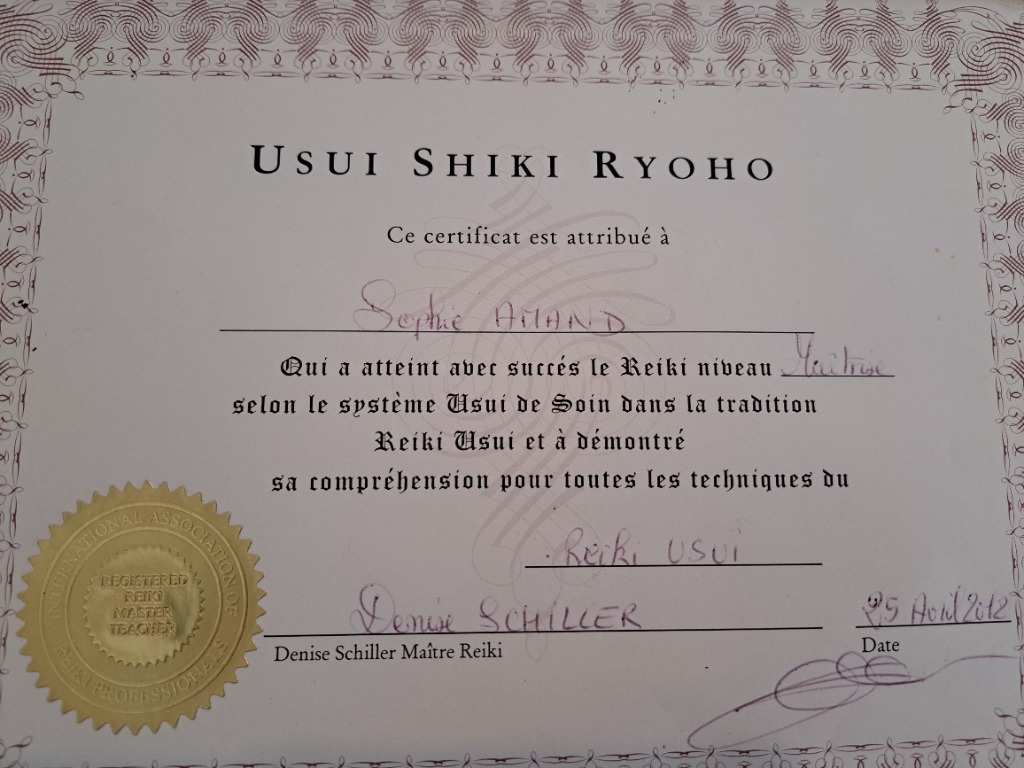 USUI SHIKI RYOHO
Ce certificat est attribué à
Sophie AMAND
Qui a atteint avec succés le Reiki niveau Maîtrise
selon le système Usui de Soin dans la tradition
Reiki Usui et à démontré
sa compréhension pour toutes les techniques du
Reiki USUI
Denise SCHILLER
25 Avril 2012
Denise Schiller Maître Reiki
Date
INTERNATIONAL ASSOCIATION OF
REIKI PROFESSIONALS
REGISTERED
REIKI
MASTER
TEACHER